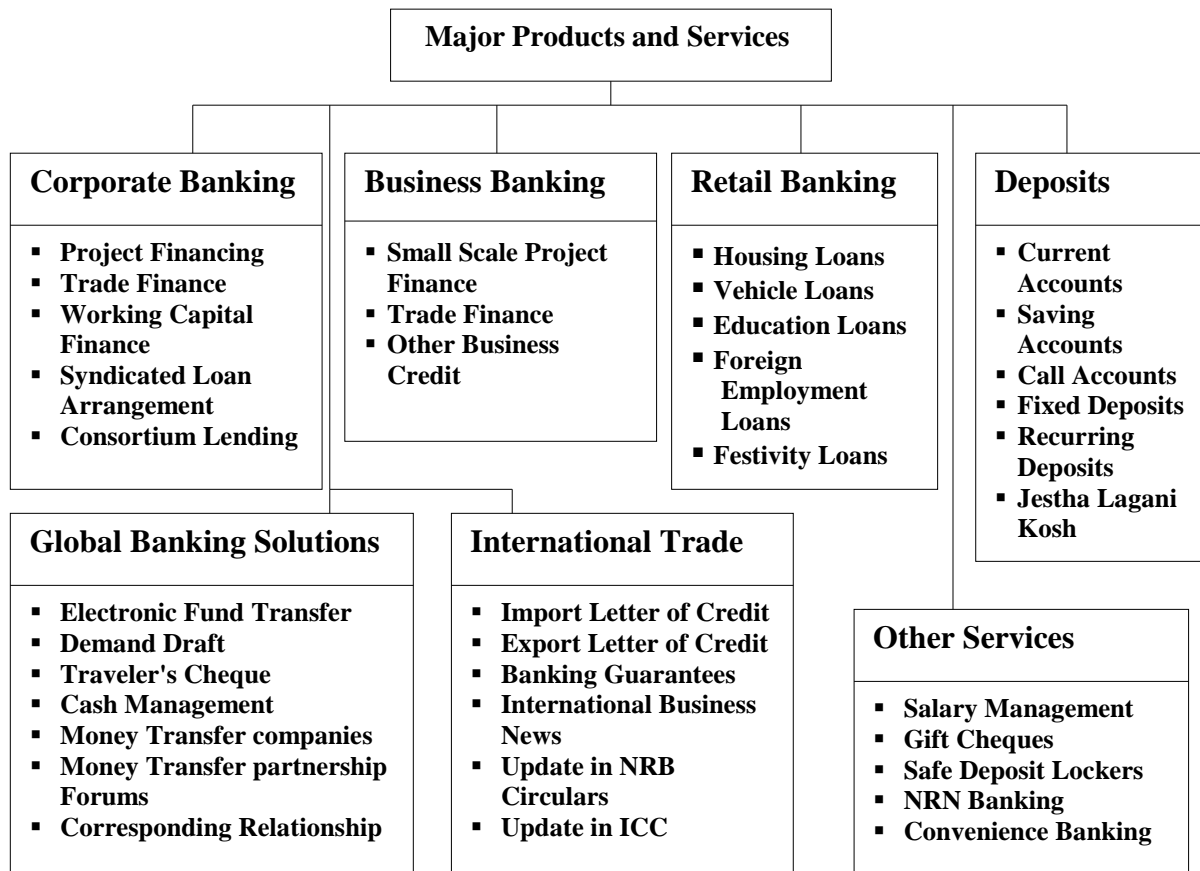 Major Products and Services
Corporate Banking
▪ Project Financing
▪ Trade Finance
▪ Working Capital
Finance
▪ Syndicated Loan
Arrangement
▪ Consortium Lending
Business Banking
▪ Small Scale Project
Finance
▪ Trade Finance
▪ Other Business
Credit
Retail Banking
▪ Housing Loans
▪ Vehicle Loans
▪ Education Loans
▪ Foreign
Employment
Loans
▪ Festivity Loans
Deposits
▪ Current
Accounts
▪ Saving
Accounts
▪ Call Accounts
▪ Fixed Deposits
▪ Recurring
Deposits
▪ Jestha Lagani
Kosh
Global Banking Solutions
▪ Electronic Fund Transfer
▪ Demand Draft
▪ Traveler's Cheque
▪ Cash Management
▪ Money Transfer companies
▪ Money Transfer partnership
Forums
▪ Corresponding Relationship
International Trade
▪ Import Letter of Credit
▪ Export Letter of Credit
▪ Banking Guarantees
▪ International Business
News
▪ Update in NRB
Circulars
▪ Update in ICC
Other Services
▪ Salary Management
▪ Gift Cheques
▪ Safe Deposit Lockers
▪ NRN Banking
▪ Convenience Banking